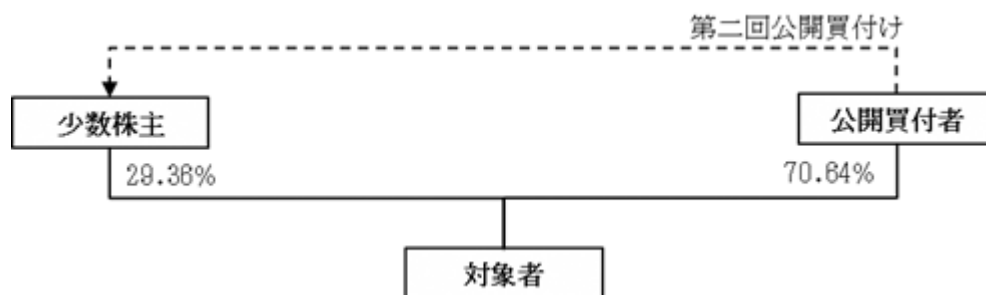 第二回公開買付け
少数株主
公開買付者
29.36%
70.64%
対象者